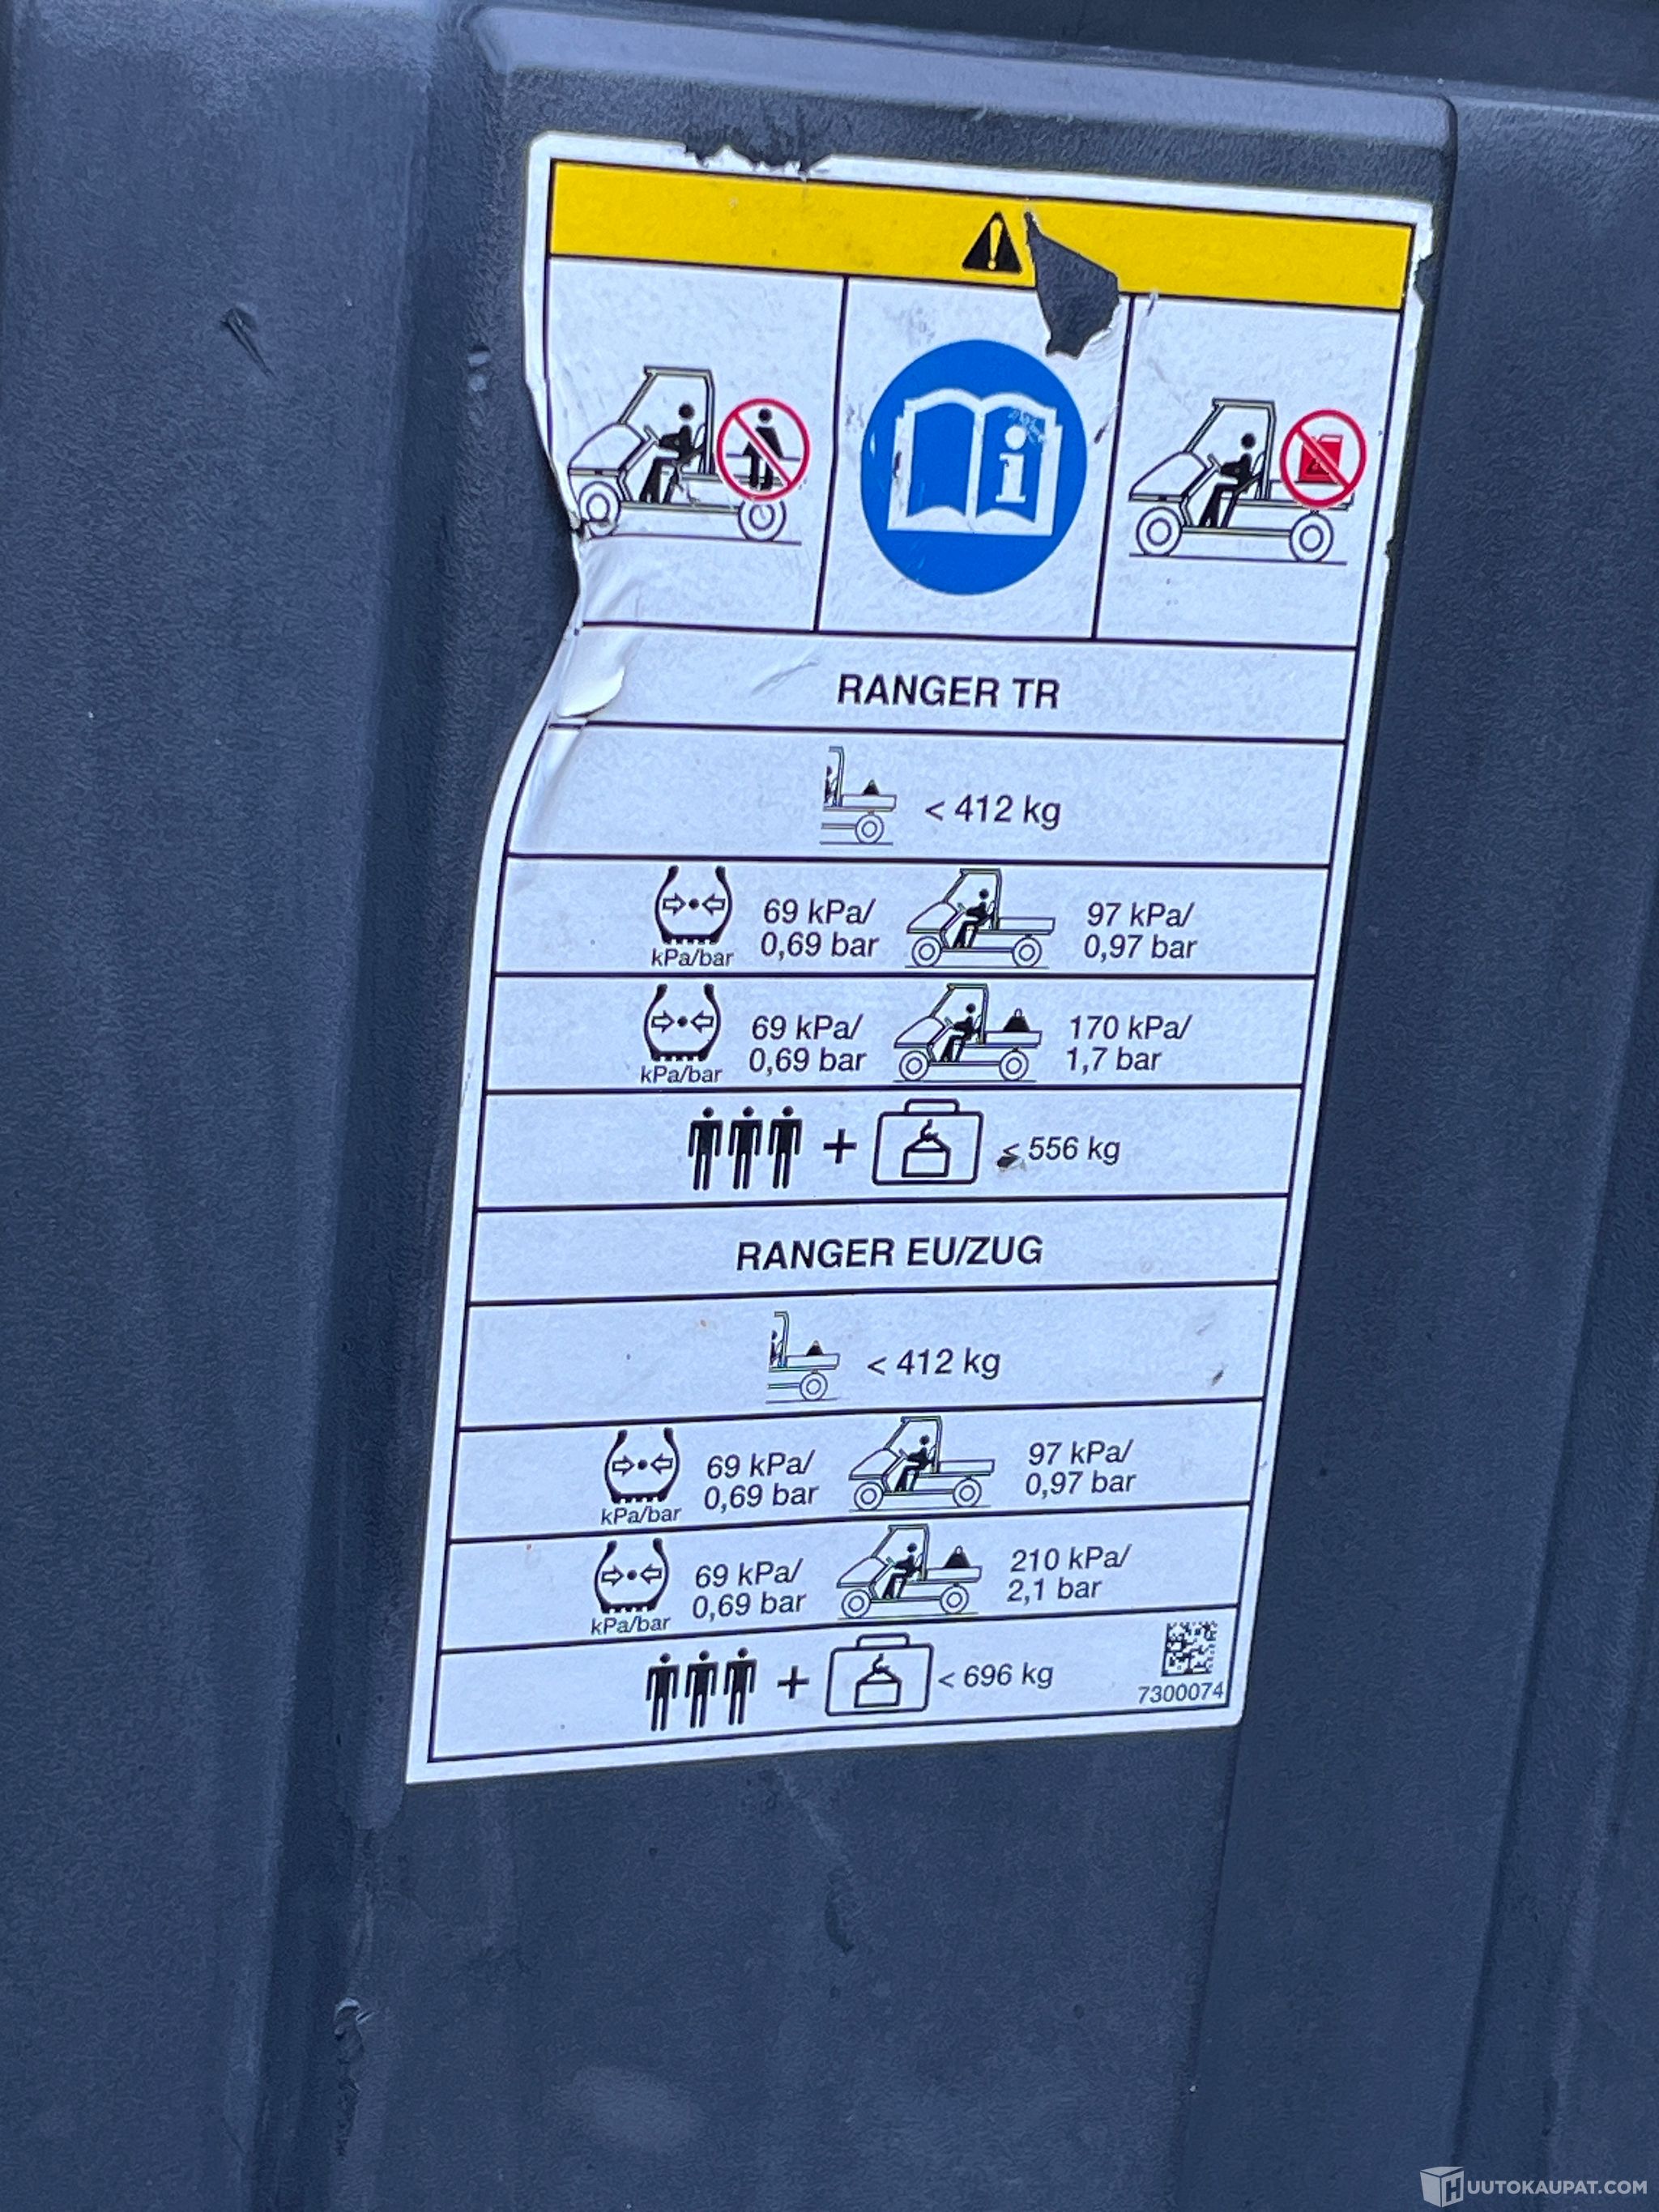 RANGER TR
< 412 kg
69 kPa/
0,69 bar
kPa/bar
97 kPa/
0,97 bar
69 kPa/
0,69 bar
kPa/bar
170 kPa/
1,7 bar
+ < 556 kg
RANGER EU/ZUG
< 412 kg
69 kPa/
0,69 bar
kPa/bar
97 kPa/
0,97 bar
69 kPa/
0,69 bar
kPa/bar
210 kPa/
2,1 bar
+ < 696 kg
7300074
HUUTOKAUPAT.COM